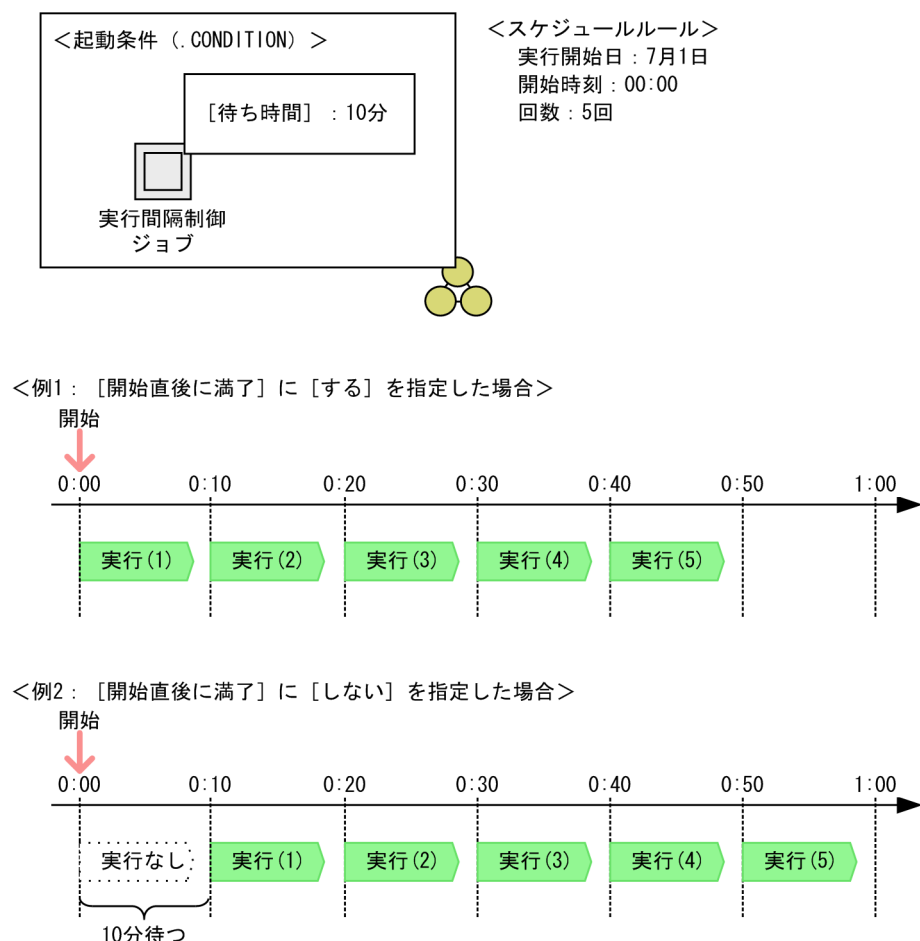 ＜起動条件（.CONDITION）＞
［待ち時間］：10分
実行間隔制御
ジョブ
＜スケジュールルール＞
実行開始日：7月1日
開始時刻：00:00
回数：5回
＜例1：［開始直後に満了］に［する］を指定した場合＞
開始
0:00 0:10 0:20 0:30 0:40 0:50 1:00
実行(1) 実行(2) 実行(3) 実行(4) 実行(5)
＜例2：［開始直後に満了］に［しない］を指定した場合＞
開始
0:00 0:10 0:20 0:30 0:40 0:50 1:00
実行なし 実行(1) 実行(2) 実行(3) 実行(4) 実行(5)
10分待つ